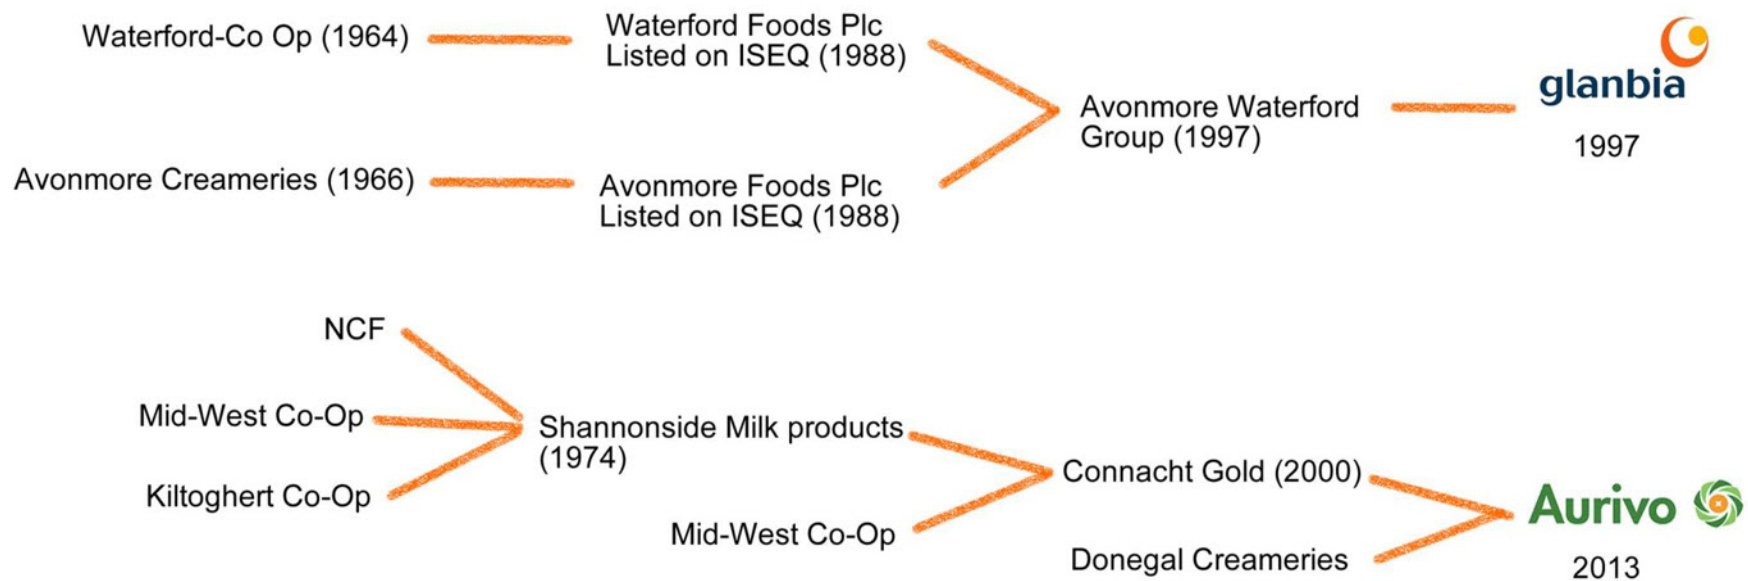 Waterford-Co Op (1964)
Waterford Foods Plc
Listed on ISEQ (1988)
Avonmore Creameries (1966)
Avonmore Foods Plc
Listed on ISEQ (1988)
Avonmore Waterford
Group (1997)
glanbia
1997
NCF
Mid-West Co-Op
Kiltoghert Co-Op
Shannonside Milk products
(1974)
Mid-West Co-Op
Connacht Gold (2000)
Donegal Creameries
Aurivo
2013